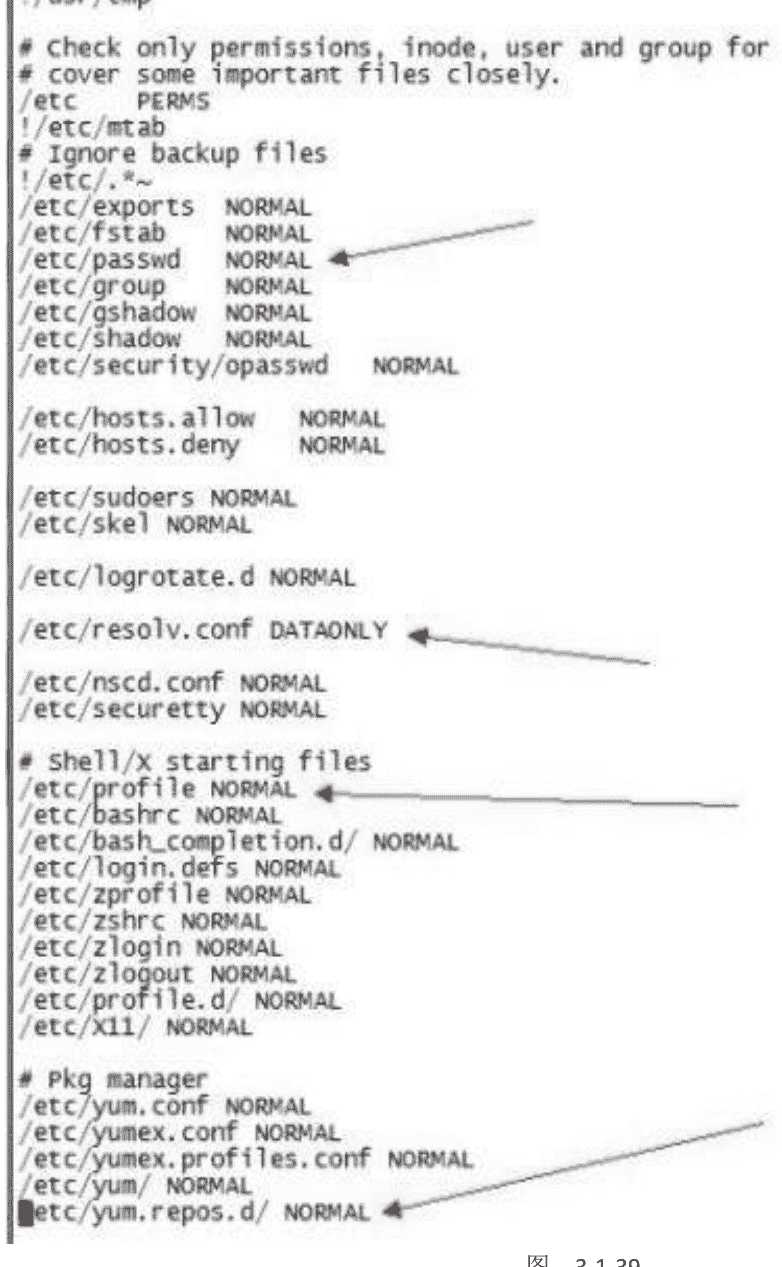 # Check only permissions, inode, user and group for
# cover some important files closely.
/etc    PERMS
!/etc/mtab
# Ignore backup files
!/etc/.*~
/etc/exports  NORMAL
/etc/fstab    NORMAL
/etc/passwd   NORMAL
/etc/group    NORMAL
/etc/gshadow  NORMAL
/etc/shadow   NORMAL
/etc/security/opasswd   NORMAL
/etc/hosts.allow   NORMAL
/etc/hosts.deny    NORMAL
/etc/sudoers NORMAL
/etc/skel NORMAL
/etc/logrotate.d NORMAL
/etc/resolv.conf DATAONLY
/etc/nscd.conf NORMAL
/etc/securetty NORMAL
# Shell/X starting files
/etc/profile NORMAL
/etc/bashrc NORMAL
/etc/bash_completion.d/ NORMAL
/etc/login.defs NORMAL
/etc/zprofile NORMAL
/etc/zshrc NORMAL
/etc/zlogin NORMAL
/etc/zlogout NORMAL
/etc/profile.d/ NORMAL
/etc/X11/ NORMAL
# Pkg manager
/etc/yum.conf NORMAL
/etc/yumex.conf NORMAL
/etc/yumex.profiles.conf NORMAL
/etc/yum/ NORMAL
etc/yum.repos.d/ NORMAL
图 3.1.39